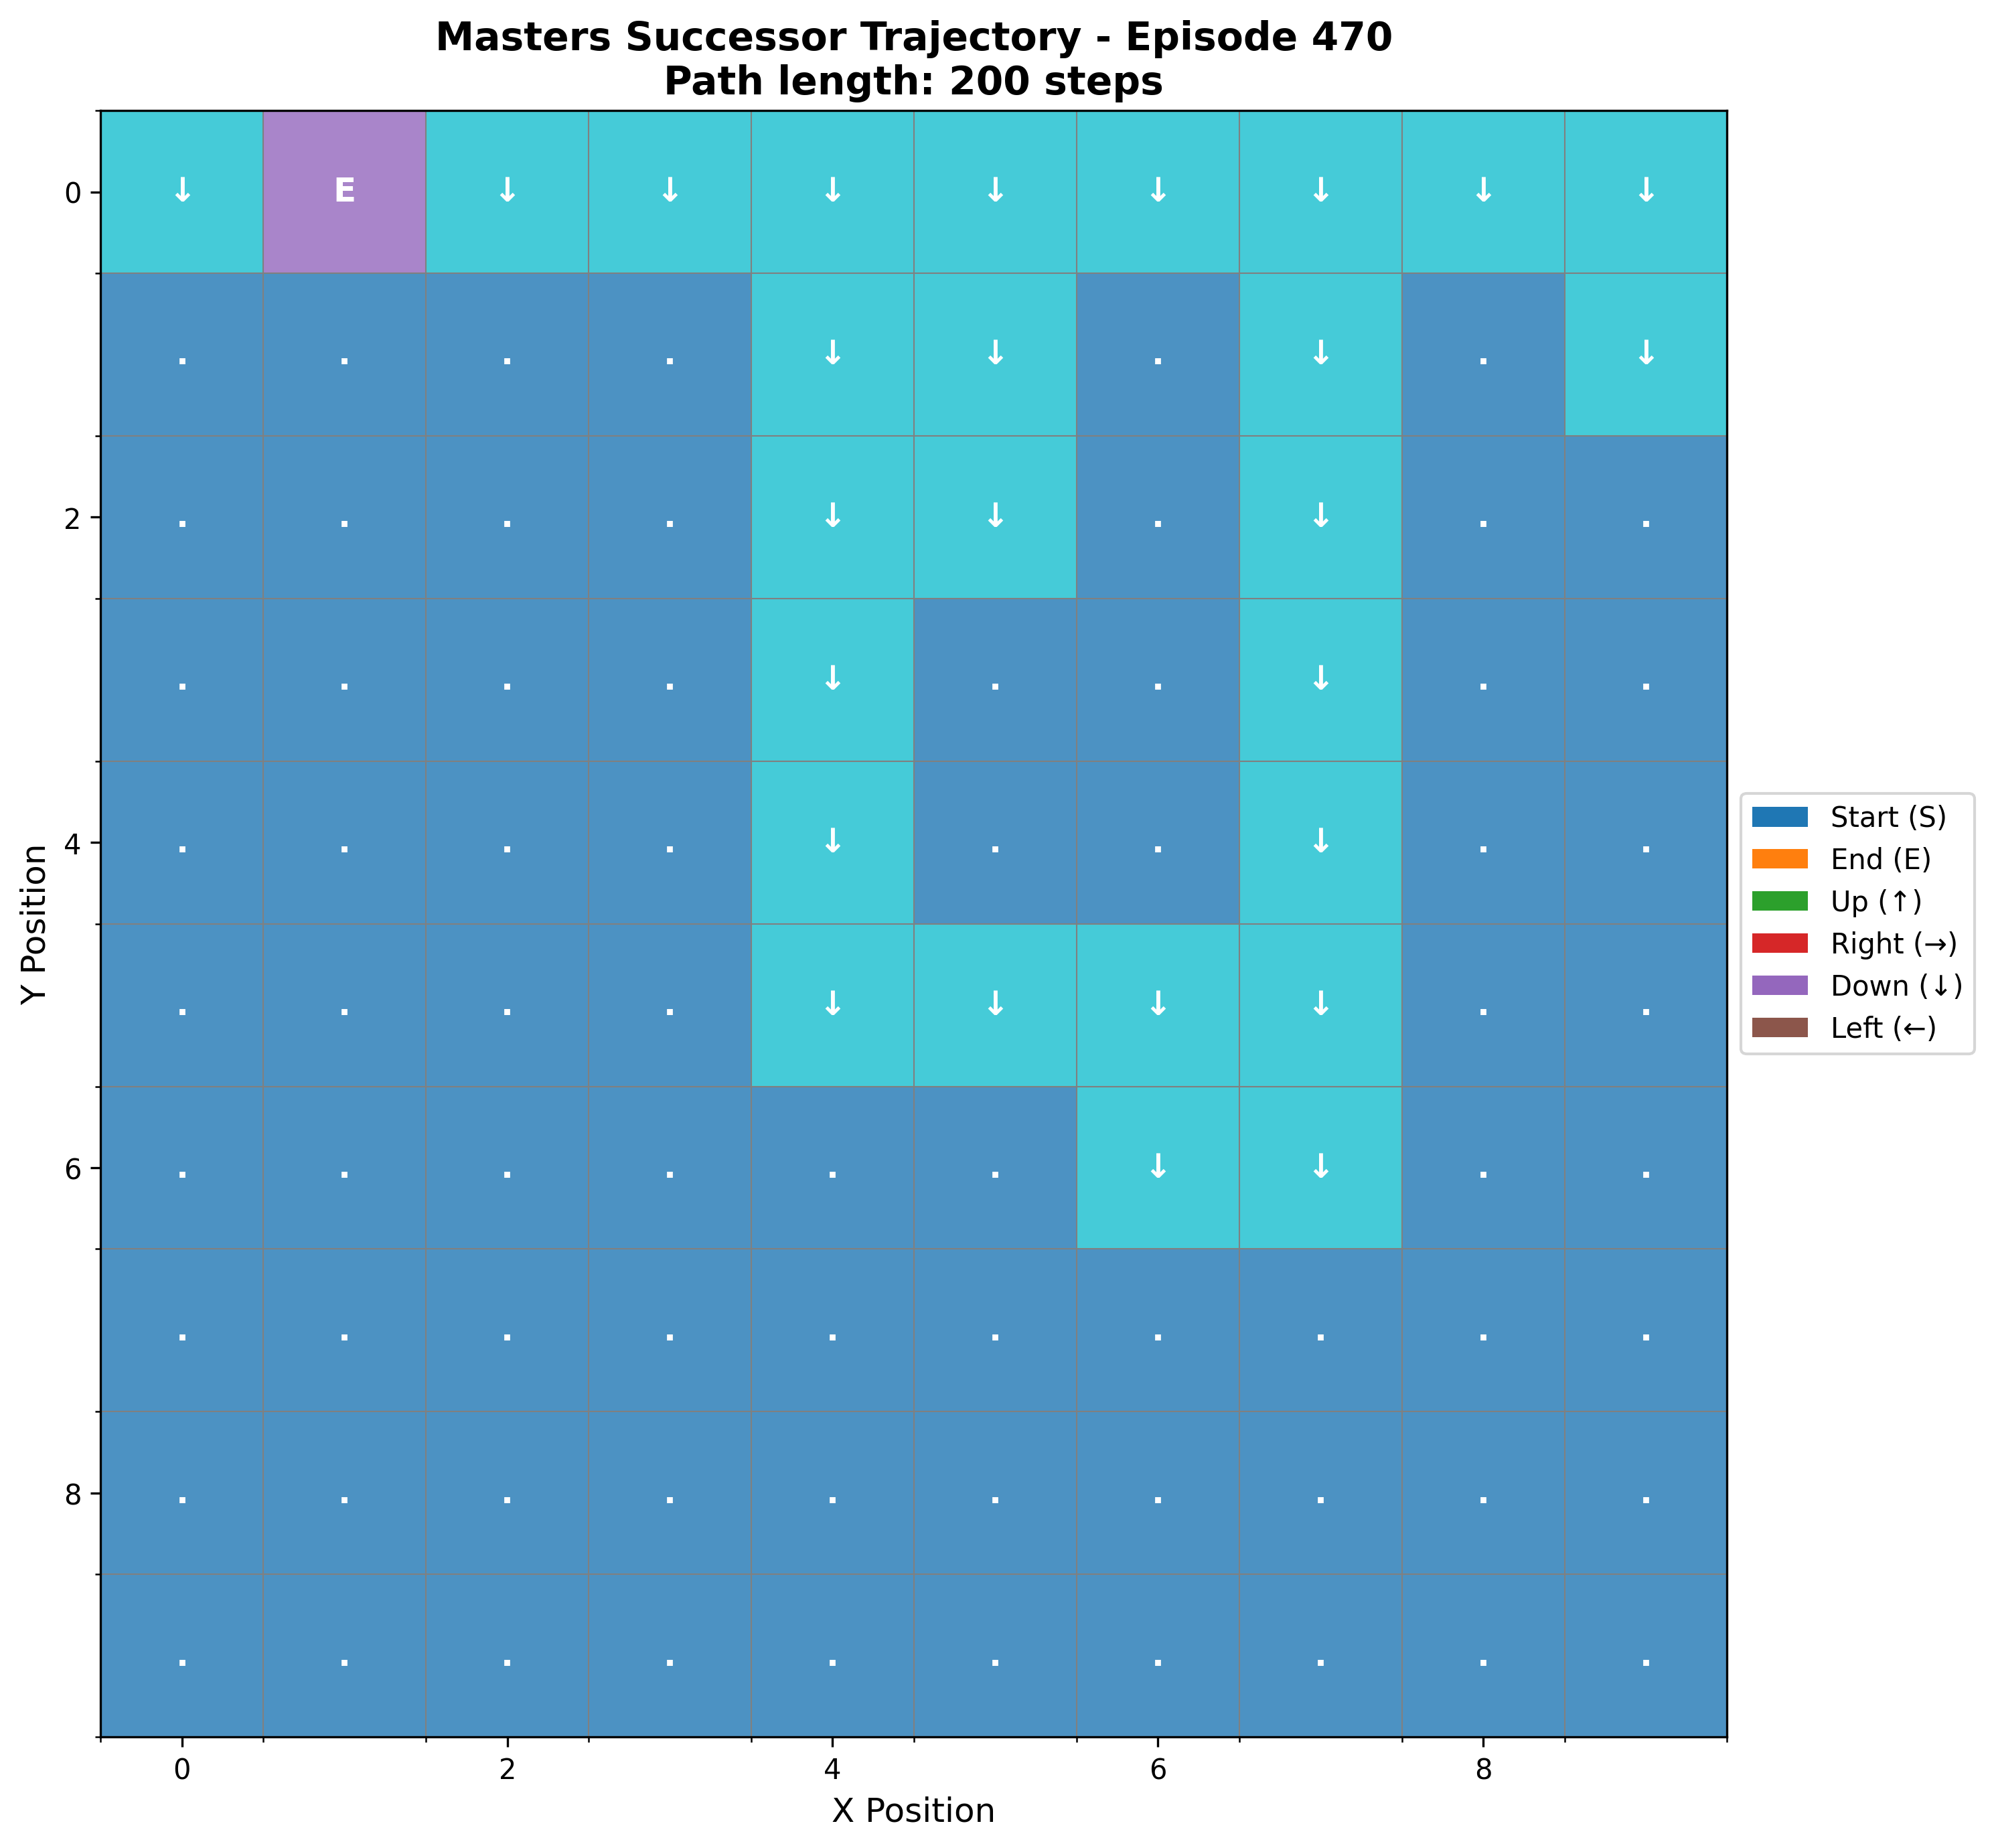 Masters Successor Trajectory - Episode 470
Path length: 200 steps
0 ↓ E ↓ ↓ ↓ ↓ ↓ ↓ ↓ ↓
. . . . ↓ ↓ . ↓ . ↓
2 . . . . ↓ ↓ . ↓ . .
. . . . ↓ . . ↓ . .
4 . . . . ↓ . . ↓ . .
. . . . ↓ ↓ ↓ ↓ . .
6 . . . . . . ↓ ↓ . .
. . . . . . . . . .
8 . . . . . . . . . .
. . . . . . . . . .
0 2 4 6 8
X Position
Y Position
Start (S)
End (E)
Up (↑)
Right (→)
Down (↓)
Left (←)